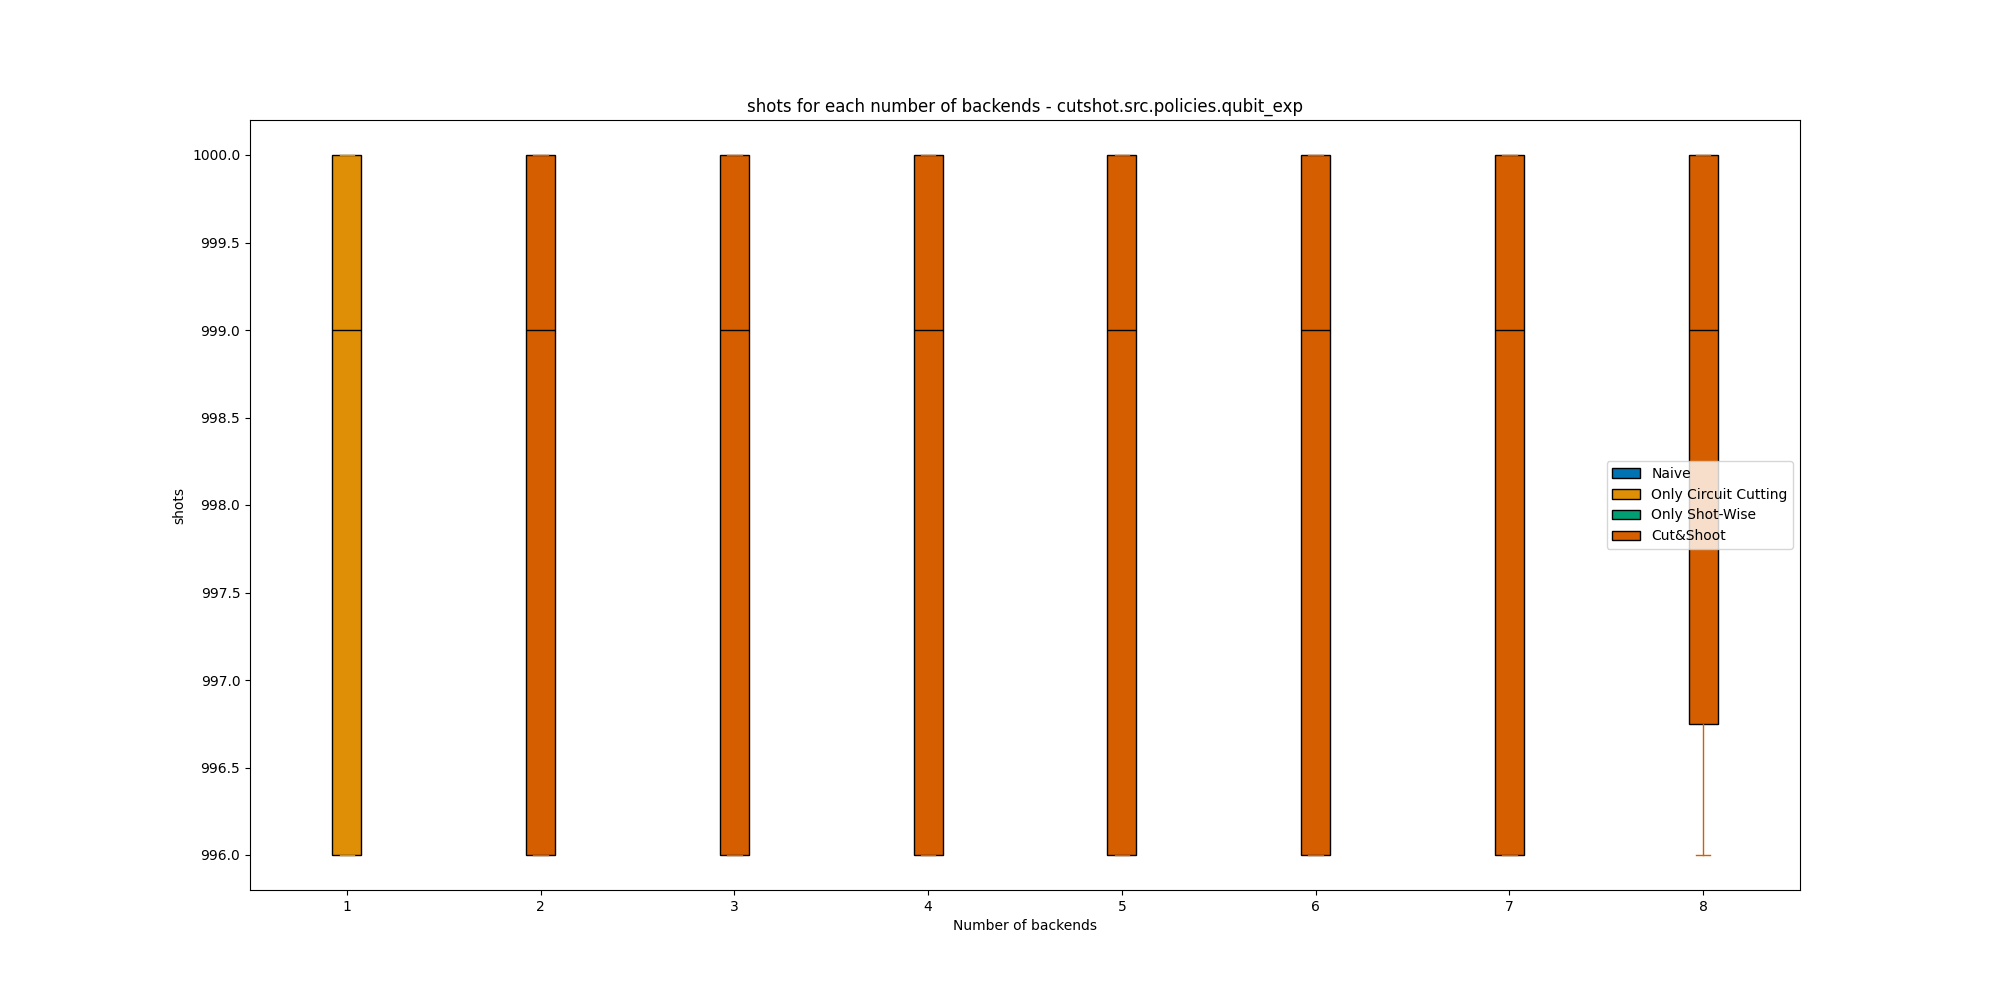 shots for each number of backends - cutshot.src.policies.qubit_exp
1000.0
999.5
999.0
998.5
998.0
997.5
997.0
996.5
996.0
shots
Naive
Only Circuit Cutting
Only Shot-Wise
Cut&Shoot
1 2 3 4 5 6 7 8
Number of backends